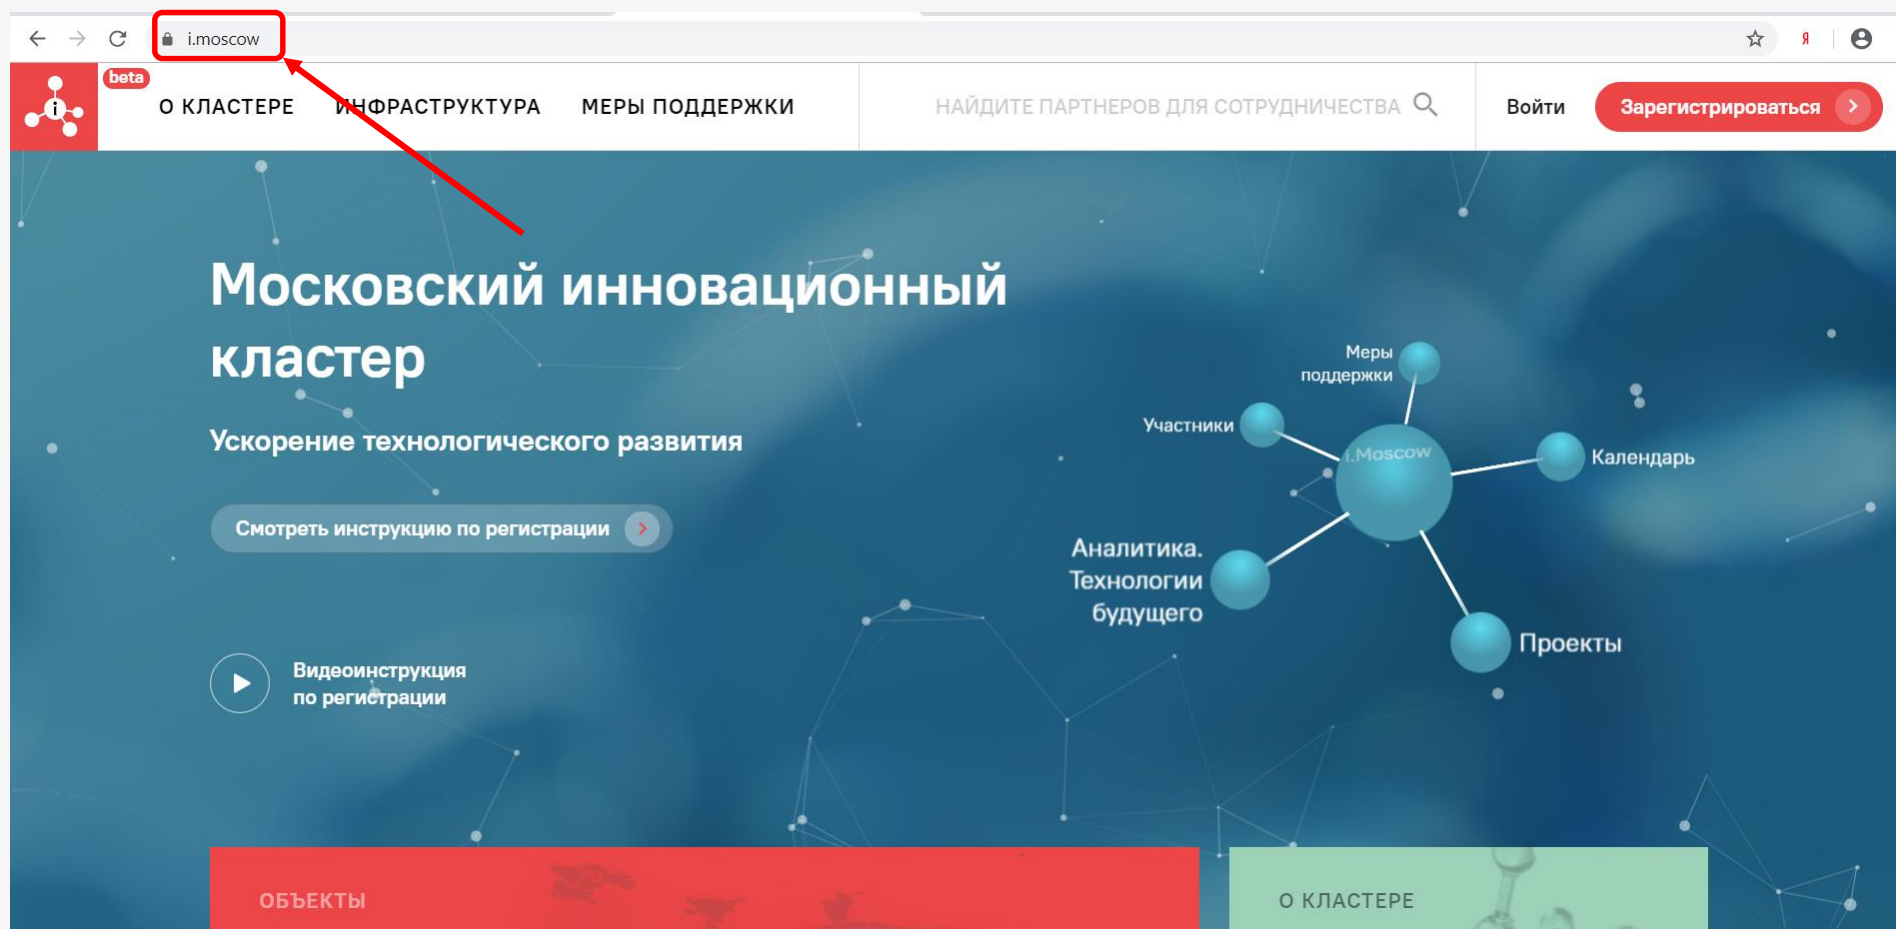 i.moscow
Я
beta
i
О КЛАСТЕРЕ
ИНФРАСТРУКТУРА
МЕРЫ ПОДДЕРЖКИ
НАЙДИТЕ ПАРТНЕРОВ ДЛЯ СОТРУДНИЧЕСТВА
Войти
Зарегистрироваться
Московский инновационный
кластер
Ускорение технологического развития
Смотреть инструкцию по регистрации
Видеоинструкция
по регистрации
Меры
поддержки
Участники
i.Moscow
Календарь
Аналитика.
Технологии
будущего
Проекты
ОБЪЕКТЫ
О КЛАСТЕРЕ